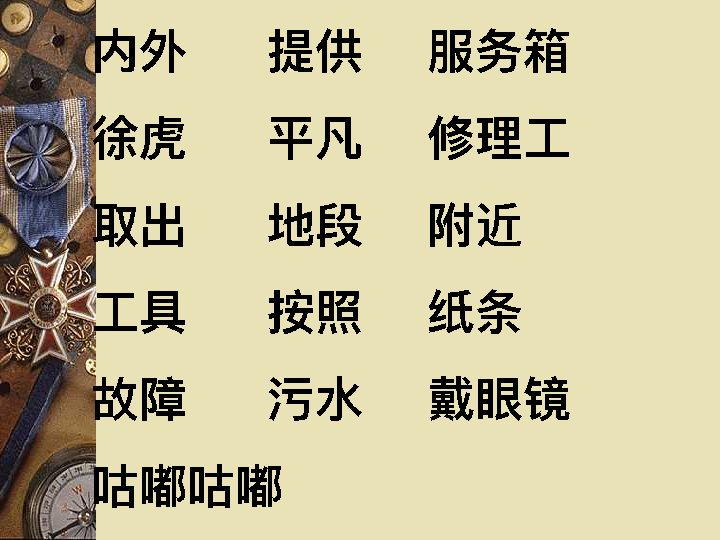 内外 提供 服务箱
徐虎 平凡 修理工
取出 地段 附近
工具 按照 纸条
故障 污水 戴眼镜
咕嘟咕嘟